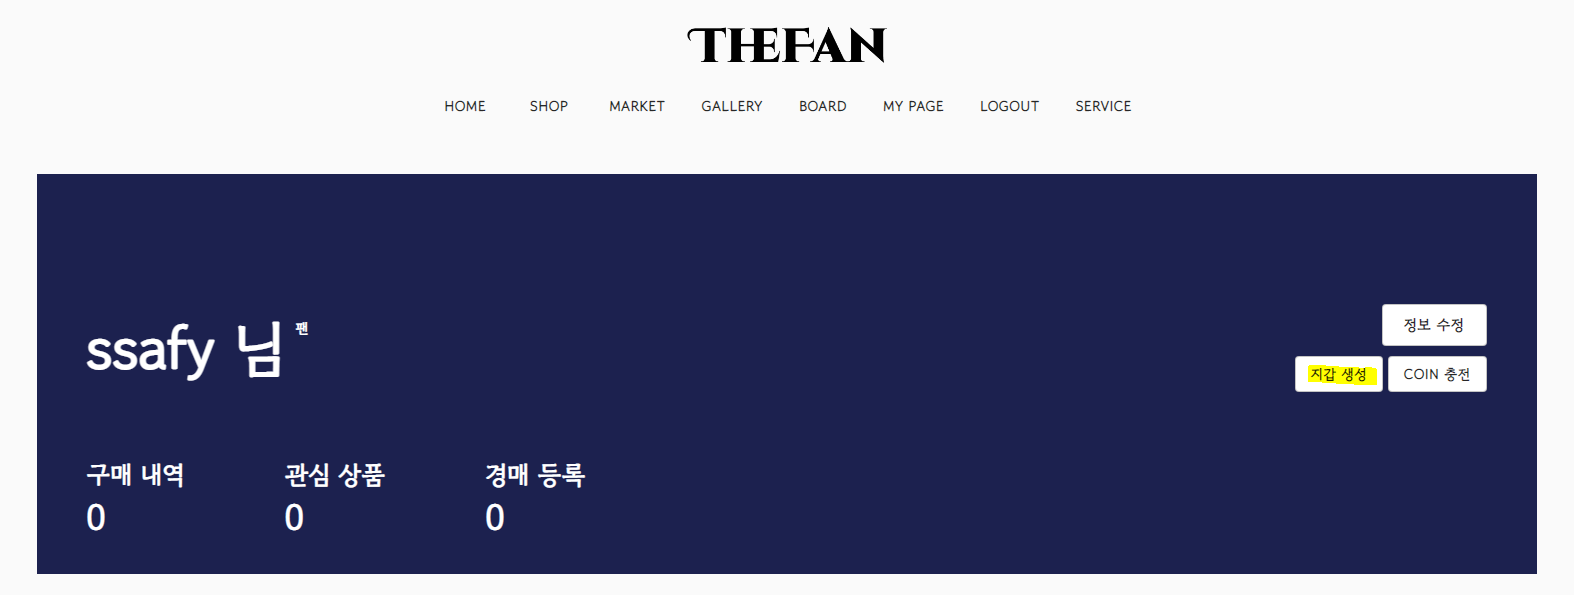 THEFAN
HOME SHOP MARKET GALLERY BOARD MY PAGE LOGOUT SERVICE
ssafy 님 팬
정보 수정
지갑 생성 COIN 충전
구매 내역 관심 상품 경매 등록
0 0 0